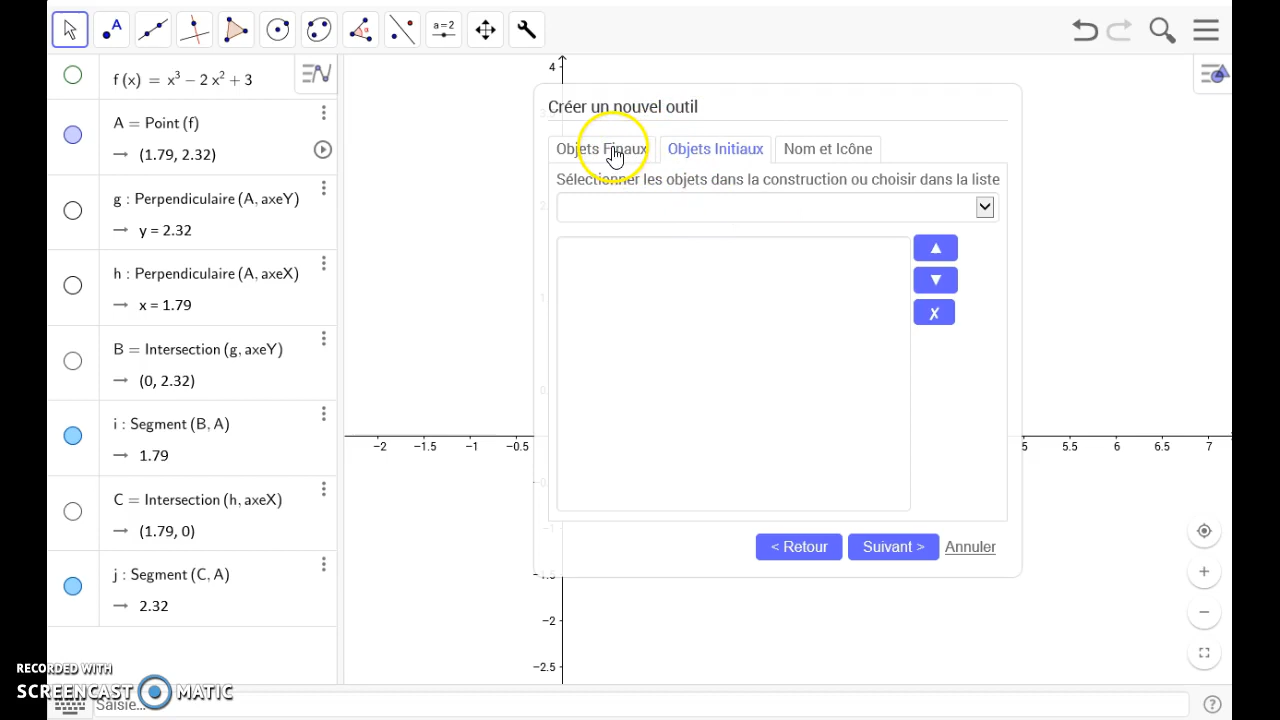 A
a=2
f (x) = x³ − 2 x² + 3
A = Point (f)
→ (1.79, 2.32)
g : Perpendiculaire (A, axeY)
→ y = 2.32
h : Perpendiculaire (A, axeX)
→ x = 1.79
B = Intersection (g, axeY)
→ (0, 2.32)
i : Segment (B, A)
→ 1.79
C = Intersection (h, axeX)
→ (1.79, 0)
j : Segment (C, A)
→ 2.32
4
Créer un nouvel outil
Objets Finaux Objets Initiaux Nom et Icône
Sélectionner les objets dans la construction ou choisir dans la liste
▲
▼
✗
< Retour Suivant > Annuler
−2 −1.5 −1 −0.5 5 5.5 6 6.5 7
−1.5
−2
−2.5
RECORDED WITH
SCREENCAST MATIC
Saisie...